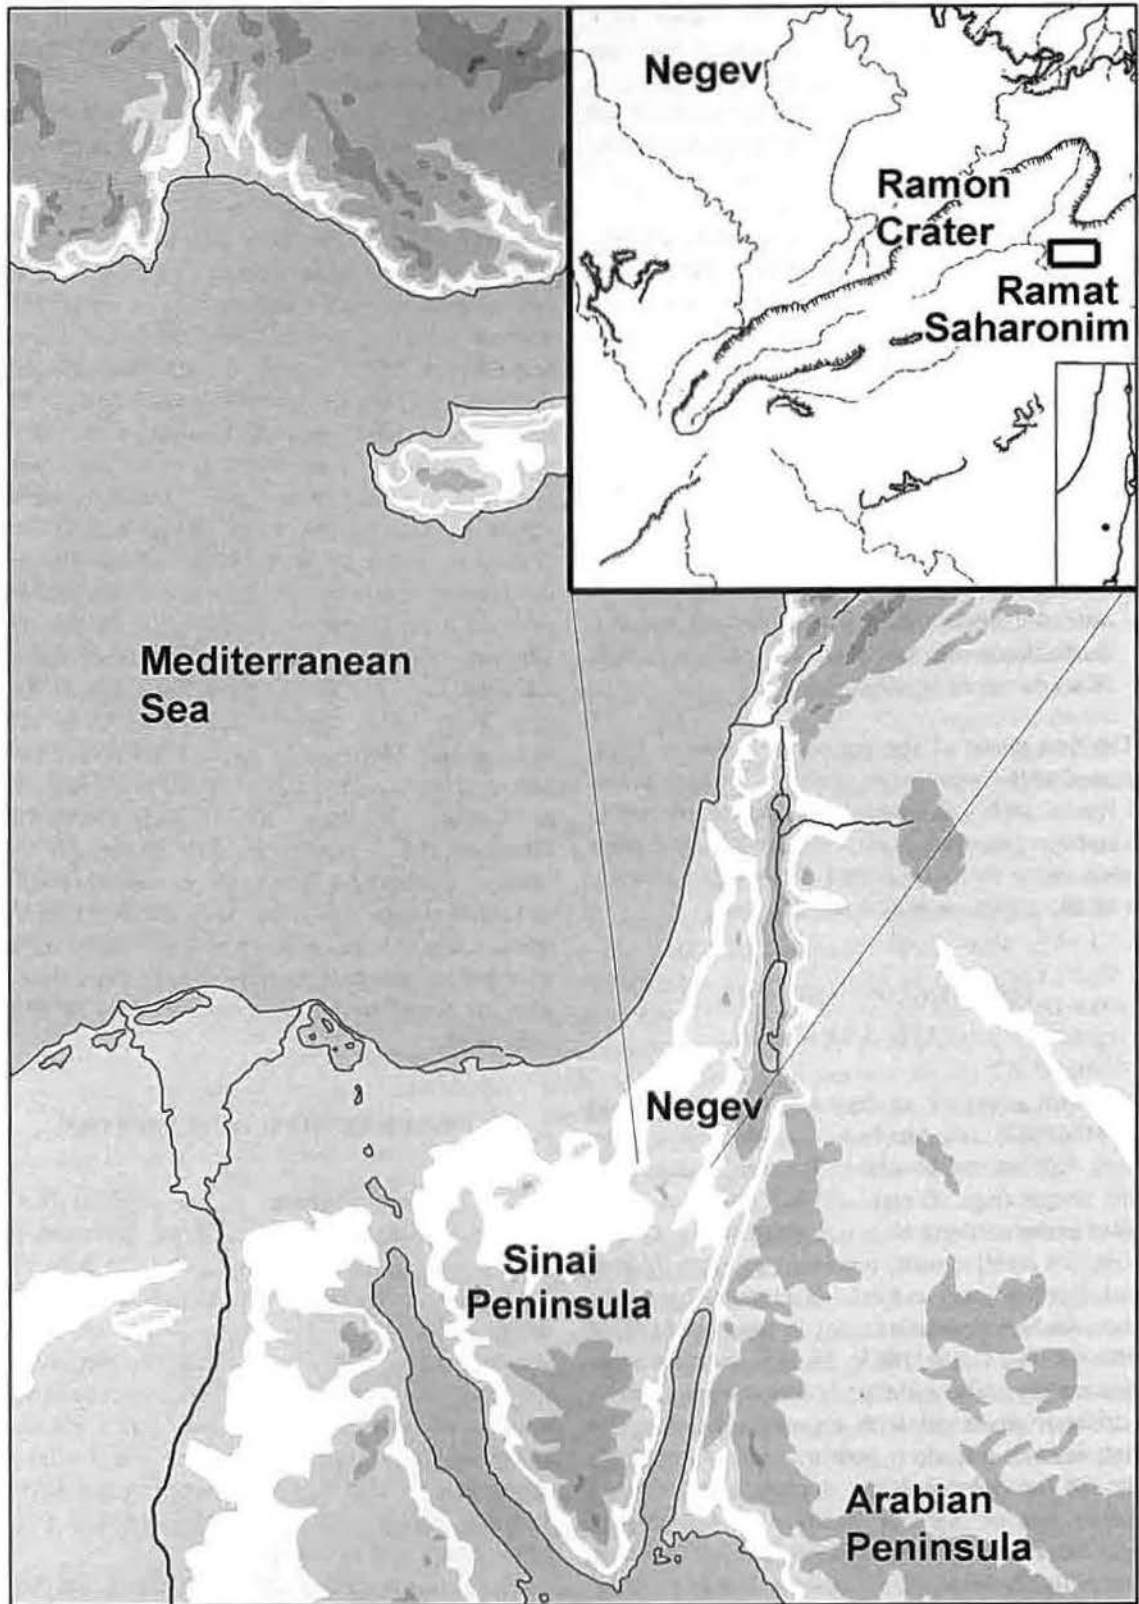 Negev
Ramon
Crater
Ramat
Saharonim
Mediterranean
Sea
Negev
Sinai
Peninsula
Arabian
Peninsula